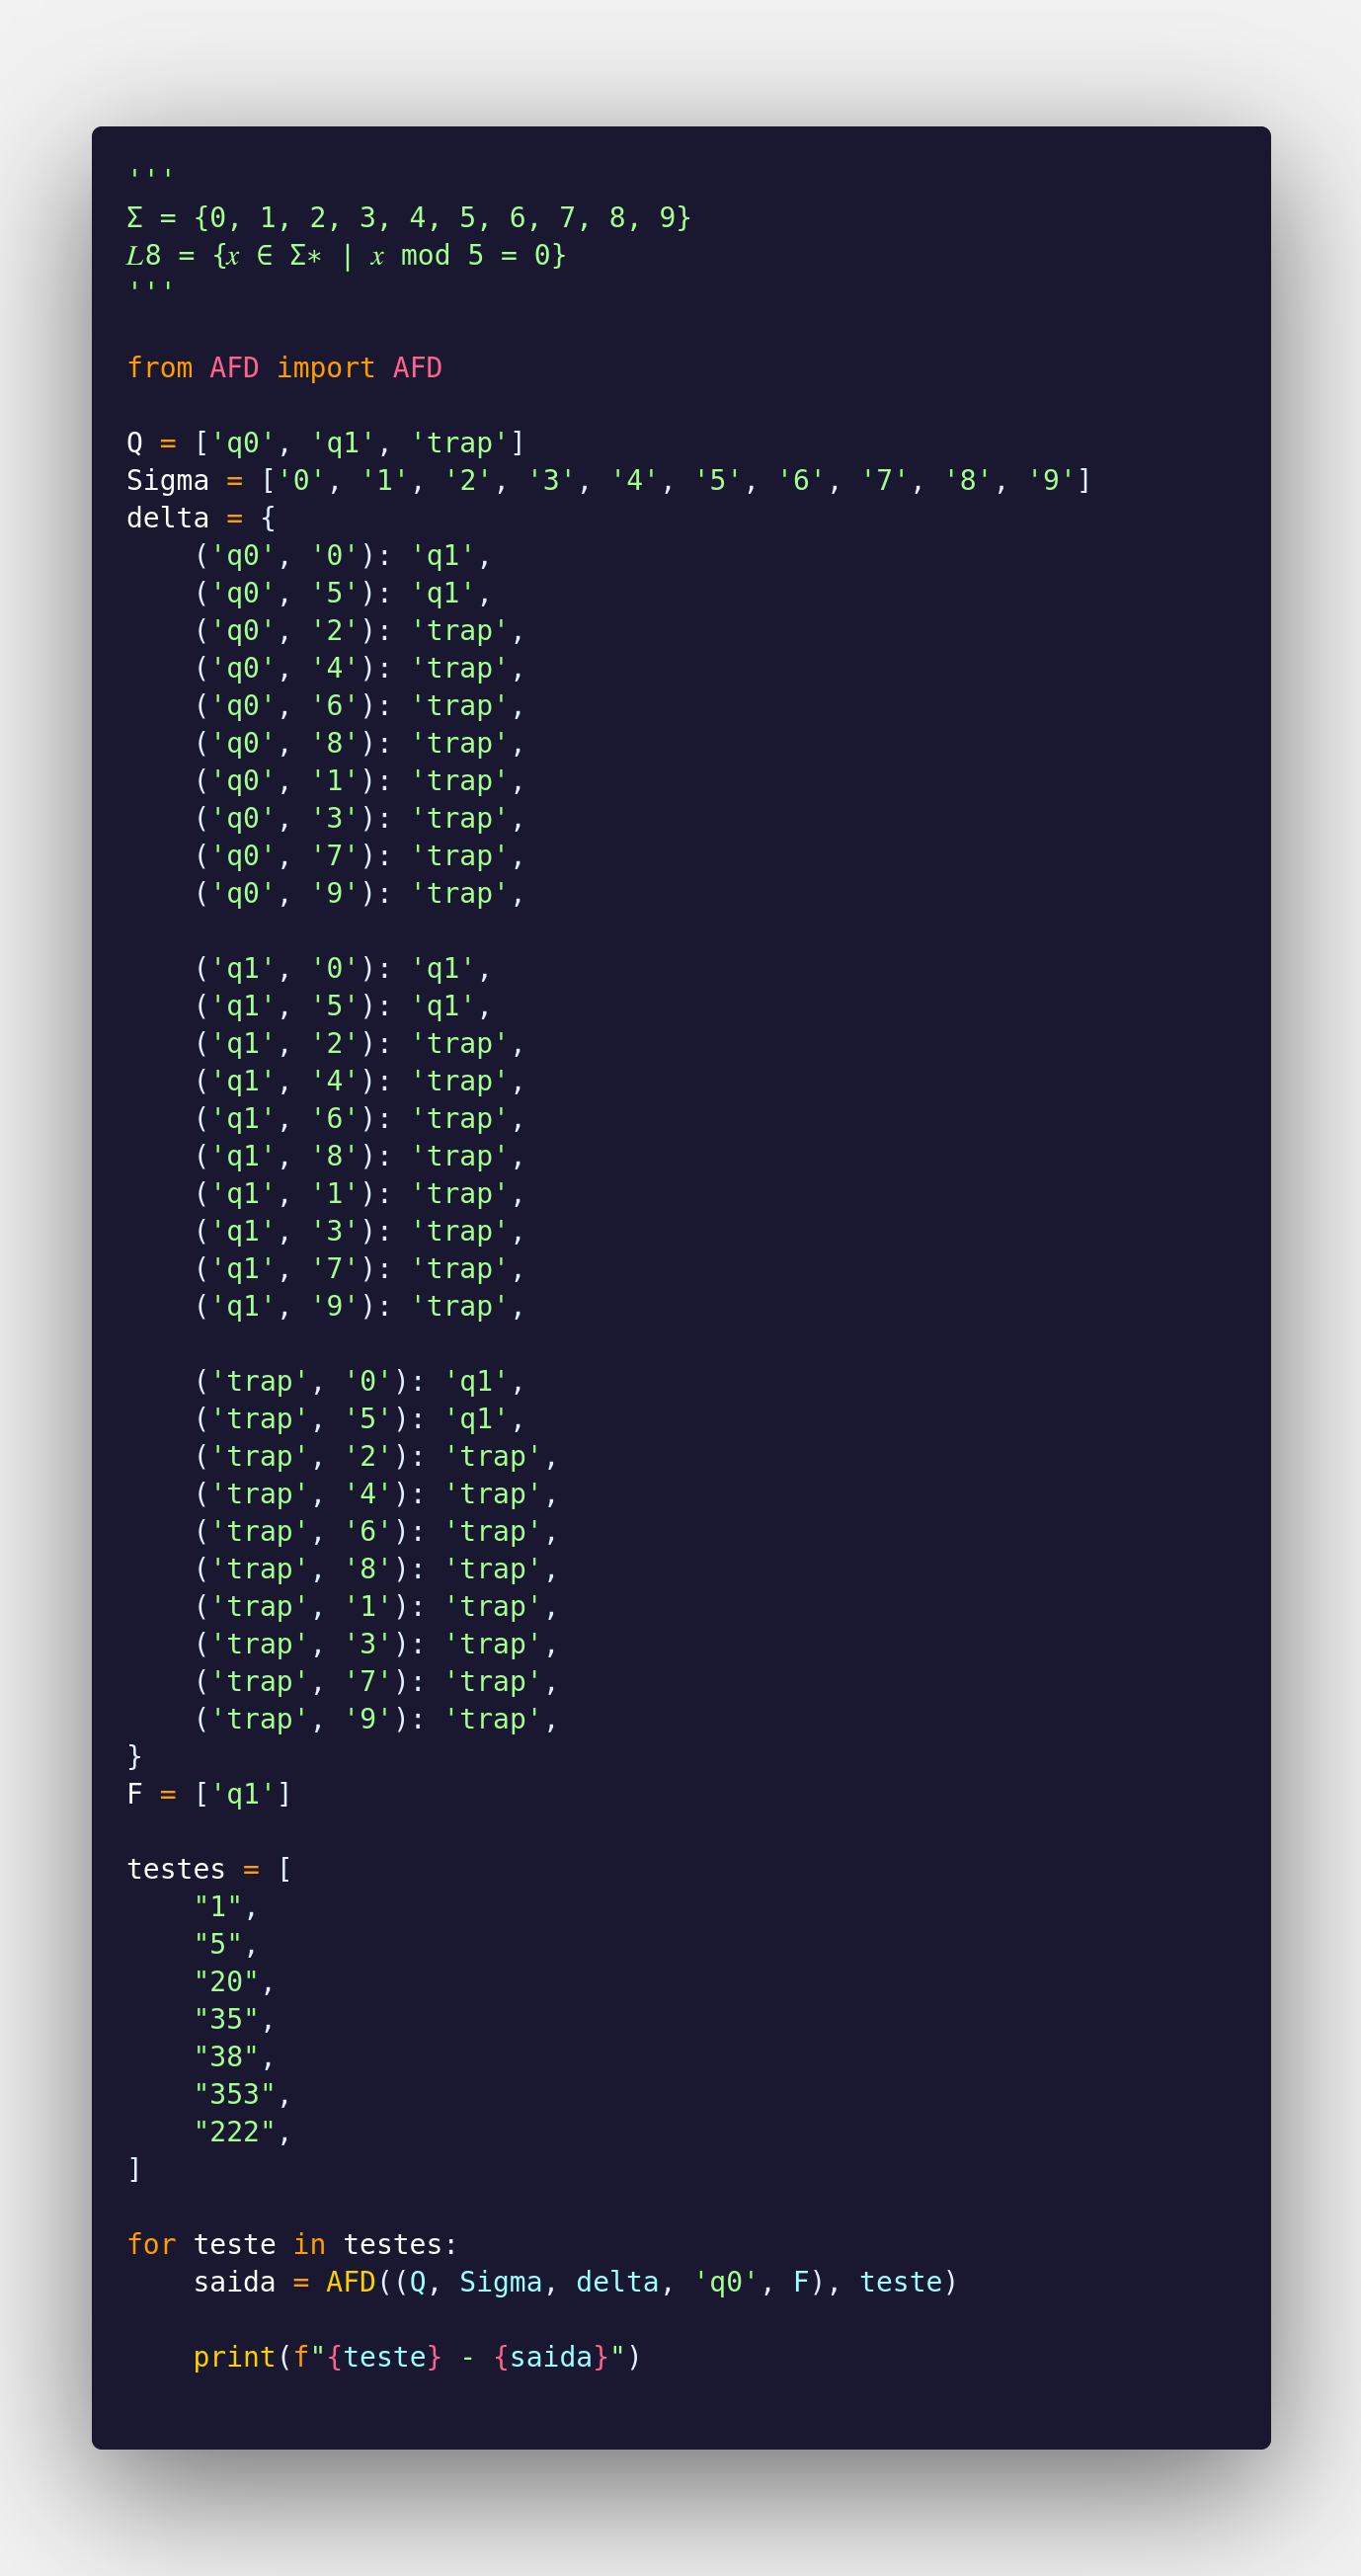 '''
Σ = {0, 1, 2, 3, 4, 5, 6, 7, 8, 9}
𝐿8 = {𝑥 ∈ Σ∗ | 𝑥 mod 5 = 0}
'''
from AFD import AFD
Q = ['q0', 'q1', 'trap']
Sigma = ['0', '1', '2', '3', '4', '5', '6', '7', '8', '9']
delta = {
    ('q0', '0'): 'q1',
    ('q0', '5'): 'q1',
    ('q0', '2'): 'trap',
    ('q0', '4'): 'trap',
    ('q0', '6'): 'trap',
    ('q0', '8'): 'trap',
    ('q0', '1'): 'trap',
    ('q0', '3'): 'trap',
    ('q0', '7'): 'trap',
    ('q0', '9'): 'trap',
    ('q1', '0'): 'q1',
    ('q1', '5'): 'q1',
    ('q1', '2'): 'trap',
    ('q1', '4'): 'trap',
    ('q1', '6'): 'trap',
    ('q1', '8'): 'trap',
    ('q1', '1'): 'trap',
    ('q1', '3'): 'trap',
    ('q1', '7'): 'trap',
    ('q1', '9'): 'trap',
    ('trap', '0'): 'q1',
    ('trap', '5'): 'q1',
    ('trap', '2'): 'trap',
    ('trap', '4'): 'trap',
    ('trap', '6'): 'trap',
    ('trap', '8'): 'trap',
    ('trap', '1'): 'trap',
    ('trap', '3'): 'trap',
    ('trap', '7'): 'trap',
    ('trap', '9'): 'trap',
}
F = ['q1']
testes = [
    "1",
    "5",
    "20",
    "35",
    "38",
    "353",
    "222",
]
for teste in testes:
    saida = AFD((Q, Sigma, delta, 'q0', F), teste)
    print(f"{teste} - {saida}")